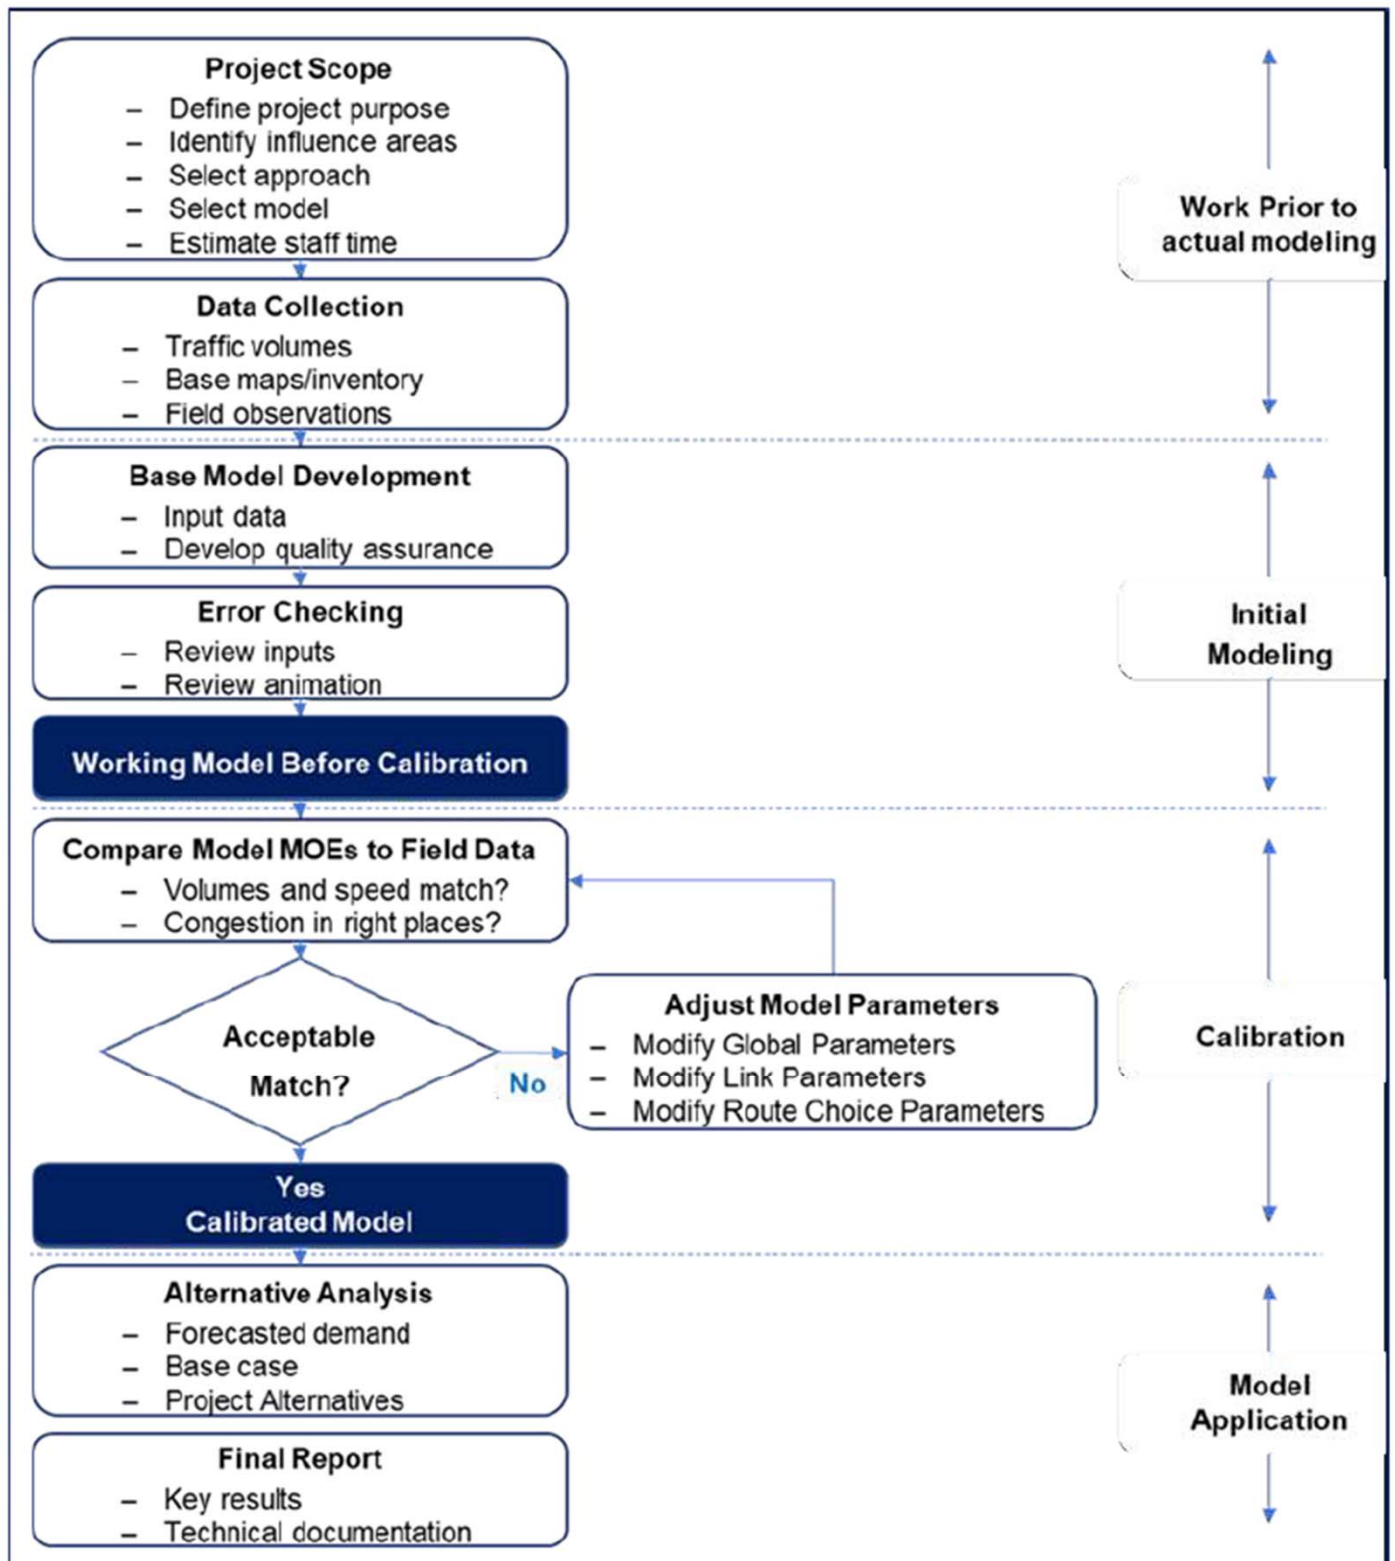 Project Scope
– Define project purpose
– Identify influence areas
– Select approach
– Select model
– Estimate staff time
Work Prior to
actual modeling
Data Collection
– Traffic volumes
– Base maps/inventory
– Field observations
Base Model Development
– Input data
– Develop quality assurance
Error Checking
– Review inputs
– Review animation
Initial
Modeling
Working Model Before Calibration
Compare Model MOEs to Field Data
– Volumes and speed match?
– Congestion in right places?
Acceptable
Match?
No
Adjust Model Parameters
– Modify Global Parameters
– Modify Link Parameters
– Modify Route Choice Parameters
Calibration
Yes
Calibrated Model
Alternative Analysis
– Forecasted demand
– Base case
– Project Alternatives
Model
Application
Final Report
– Key results
– Technical documentation